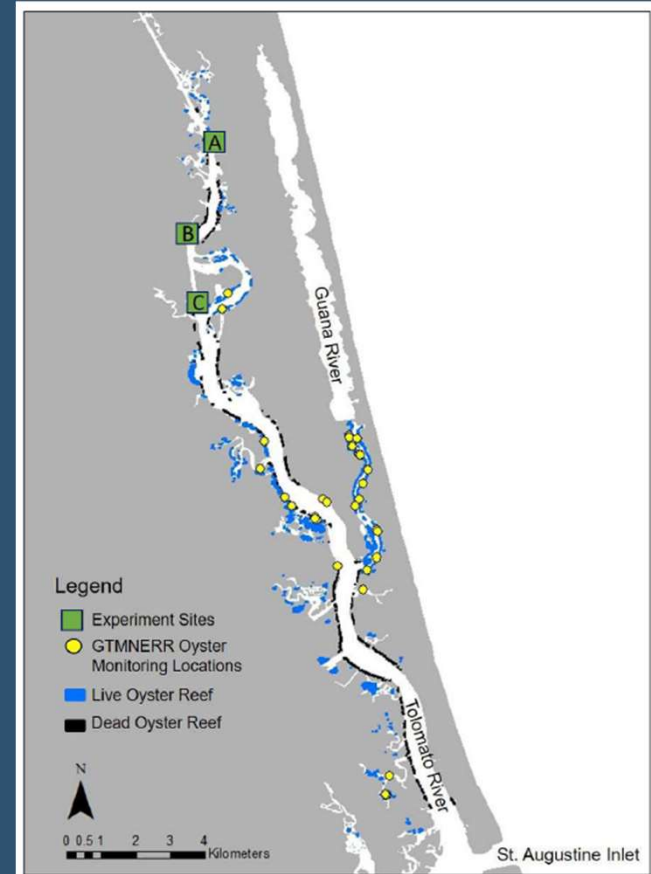 A
B
C
Guana River
Tolomato River
Legend
Experiment Sites
GTMNERR Oyster
Monitoring Locations
Live Oyster Reef
Dead Oyster Reef
N
0 0.5 1 2 3 4
Kilometers
St. Augustine Inlet